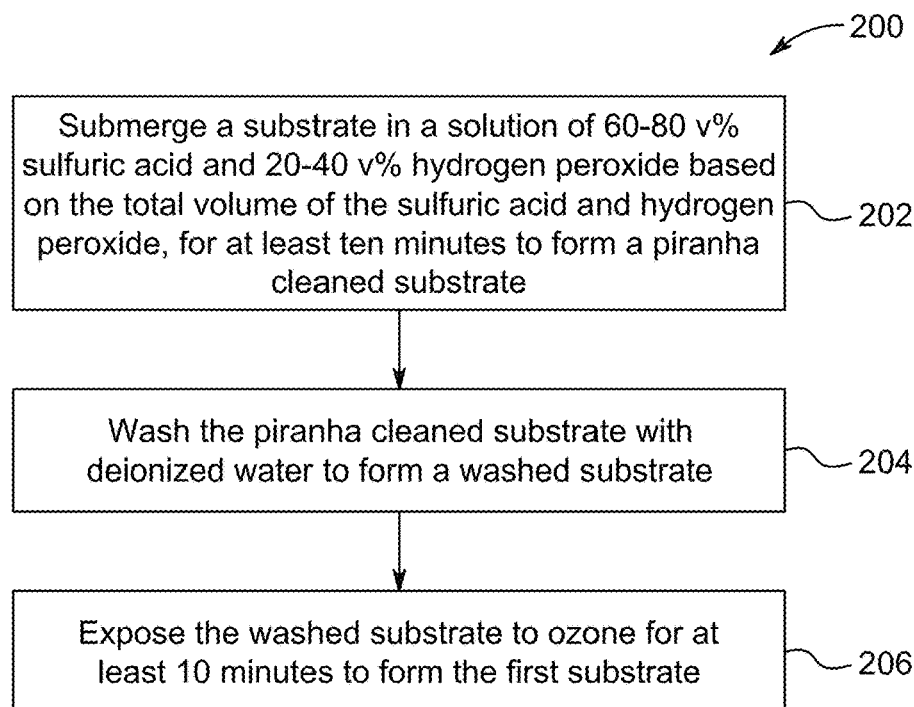 200
Submerge a substrate in a solution of 60-80 v%
sulfuric acid and 20-40 v% hydrogen peroxide based
on the total volume of the sulfuric acid and hydrogen
peroxide, for at least ten minutes to form a piranha
cleaned substrate
202
Wash the piranha cleaned substrate with
deionized water to form a washed substrate
204
Expose the washed substrate to ozone for at
least 10 minutes to form the first substrate
206